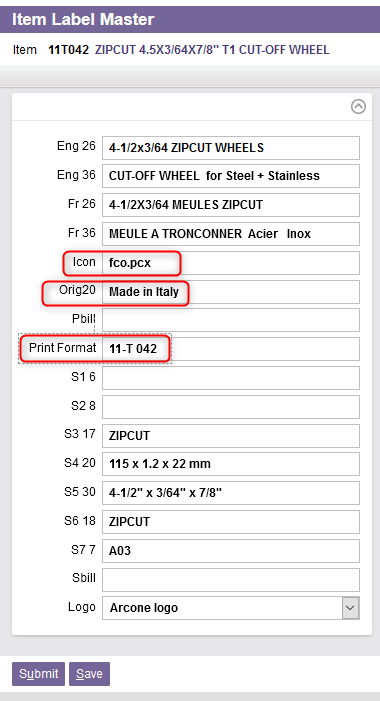 Item Label Master
Item 11T042 ZIPCUT 4.5X3/64X7/8" T1 CUT-OFF WHEEL
Eng 26 4-1/2x3/64 ZIPCUT WHEELS
Eng 36 CUT-OFF WHEEL for Steel + Stainless
Fr 26 4-1/2X3/64 MEULES ZIPCUT
Fr 36 MEULE A TRONCONNER Acier Inox
Icon fco.pcx
Orig20 Made in Italy
Pbill
Print Format 11-T 042
S1 6
S2 8
S3 17 ZIPCUT
S4 20 115 x 1.2 x 22 mm
S5 30 4-1/2" x 3/64" x 7/8"
S6 18 ZIPCUT
S7 7 A03
Sbill
Logo Arcone logo
Submit Save